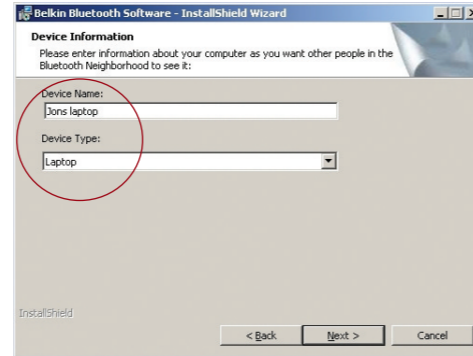 Belkin Bluetooth Software - InstallShield Wizard
Device Information
Please enter information about your computer as you want other people in the
Bluetooth Neighborhood to see it:
Device Name:
Jons laptop
Device Type:
Laptop
InstallShield
< Back Next > Cancel